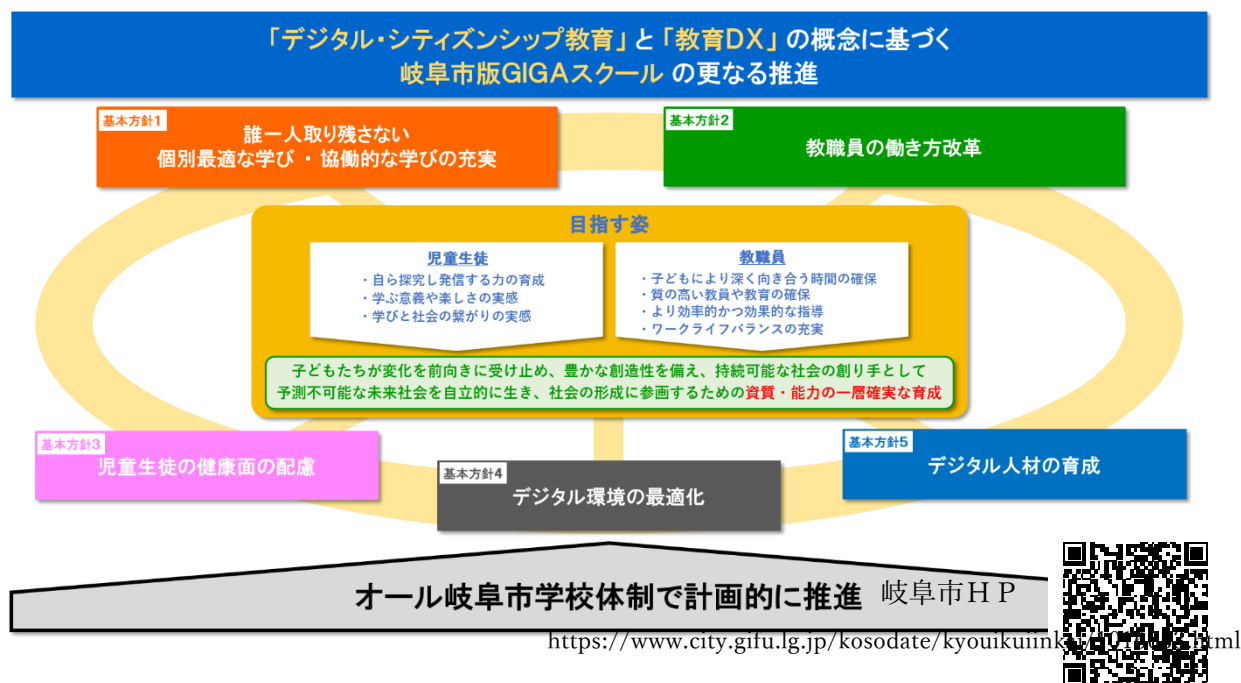 「デジタル・シティズンシップ教育」と「教育DX」の概念に基づく
岐阜市版GIGAスクール の更なる推進
基本方針1
誰一人取り残さない
個別最適な学び ・ 協働的な学びの充実
基本方針2
教職員の働き方改革
目指す姿
児童生徒
・自ら探究し発信する力の育成
・学ぶ意義や楽しさの実感
・学びと社会の繋がりの実感
教職員
・子どもにより深く向き合う時間の確保
・質の高い教員や教育の確保
・より効率的かつ効果的な指導
・ワークライフバランスの充実
子どもたちが変化を前向きに受け止め、豊かな創造性を備え、持続可能な社会の創り手として
予測不可能な未来社会を自立的に生き、社会の形成に参画するための資質・能力の一層確実な育成
基本方針3
児童生徒の健康面の配慮
基本方針4
デジタル環境の最適化
基本方針5
デジタル人材の育成
オール岐阜市学校体制で計画的に推進
岐阜市ＨＰ
https://www.city.gifu.lg.jp/kosodate/kyouikuiinkai/